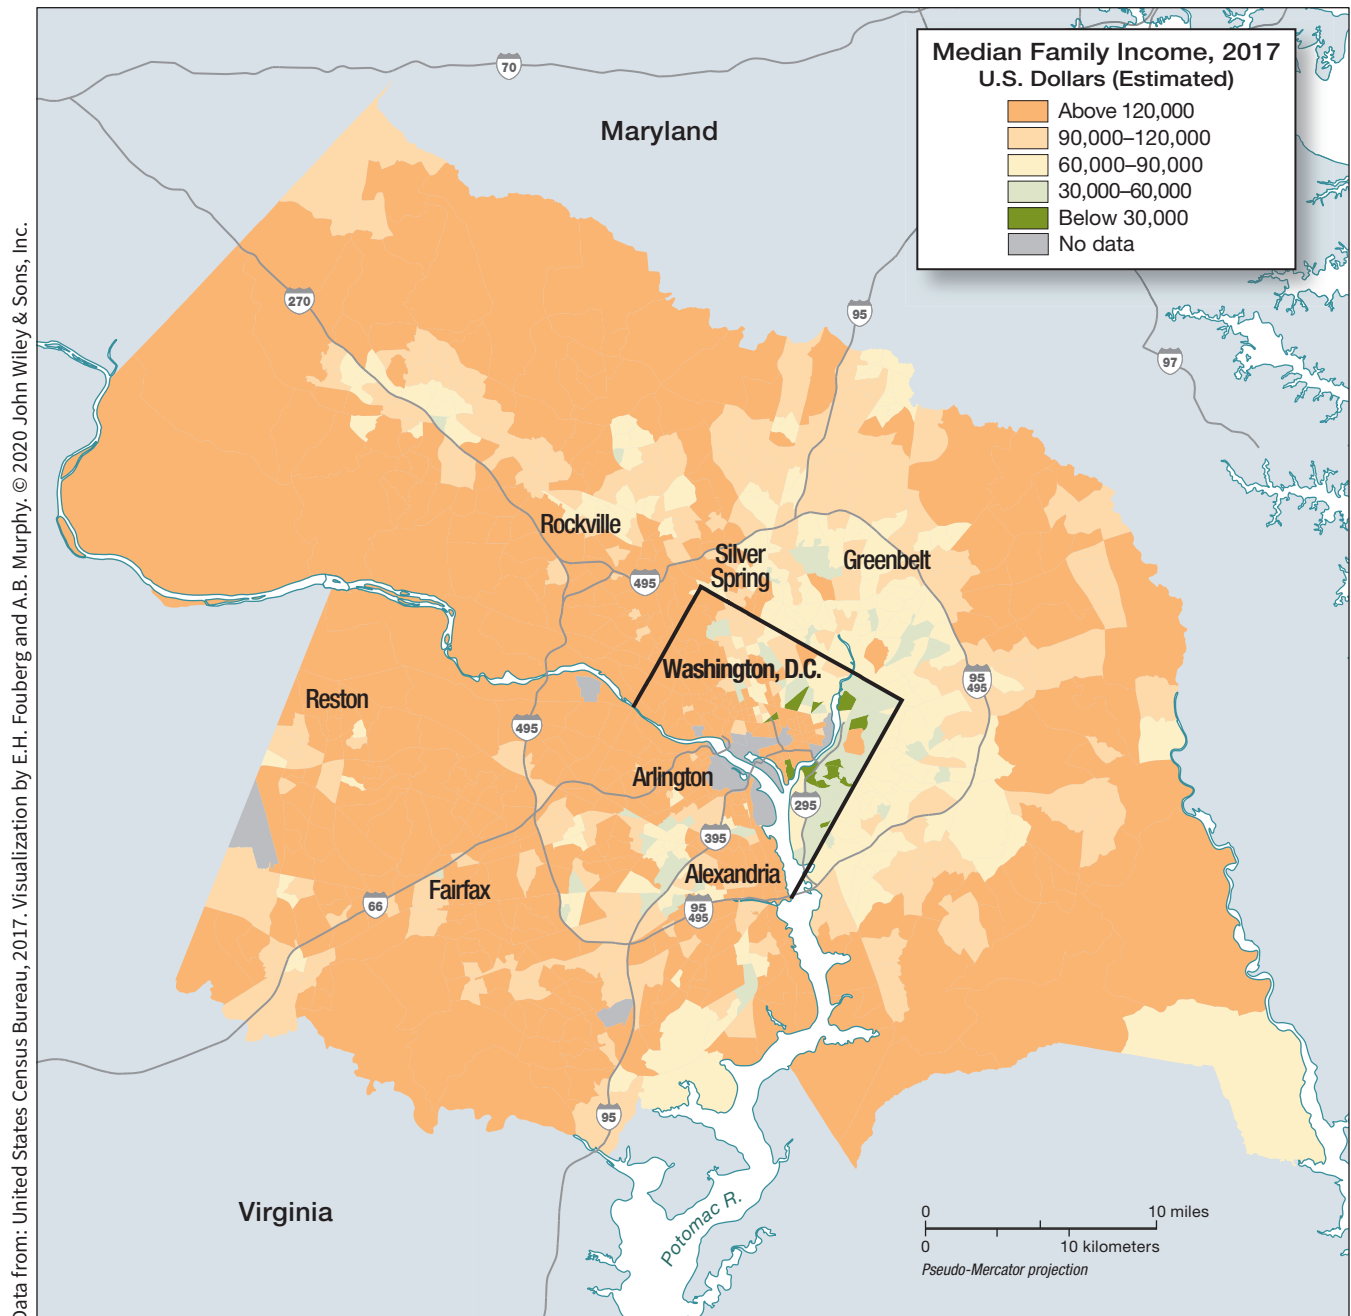 Median Family Income, 2017
U.S. Dollars (Estimated)
Above 120,000
90,000–120,000
60,000–90,000
30,000–60,000
Below 30,000
No data
70
Maryland
270
95
97
Rockville
Silver
Spring
Greenbelt
495
Washington, D.C.
95
495
Reston
495
Arlington
295
395
Alexandria
Fairfax
66
95
495
95
Virginia
Potomac R.
0
10 miles
0
10 kilometers
Pseudo-Mercator projection
Data from: United States Census Bureau, 2017. Visualization by E.H. Fouberg and A.B. Murphy. © 2020 John Wiley & Sons, Inc.